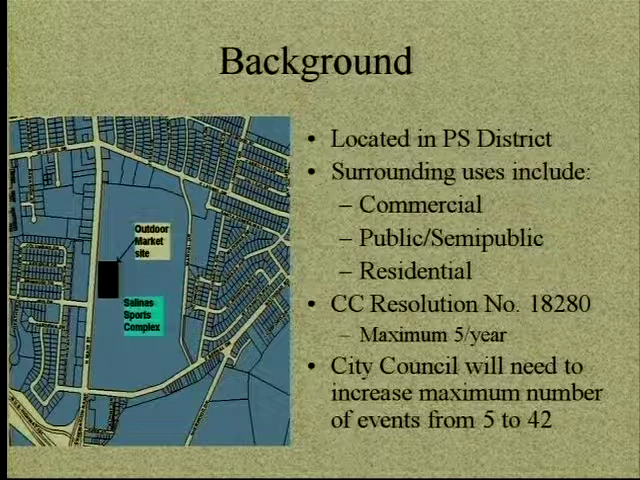 Background
Outdoor
Market
site
Salinas
Sports
Complex
• Located in PS District
• Surrounding uses include:
– Commercial
– Public/Semipublic
– Residential
• CC Resolution No. 18280
– Maximum 5/year
• City Council will need to
increase maximum number
of events from 5 to 42